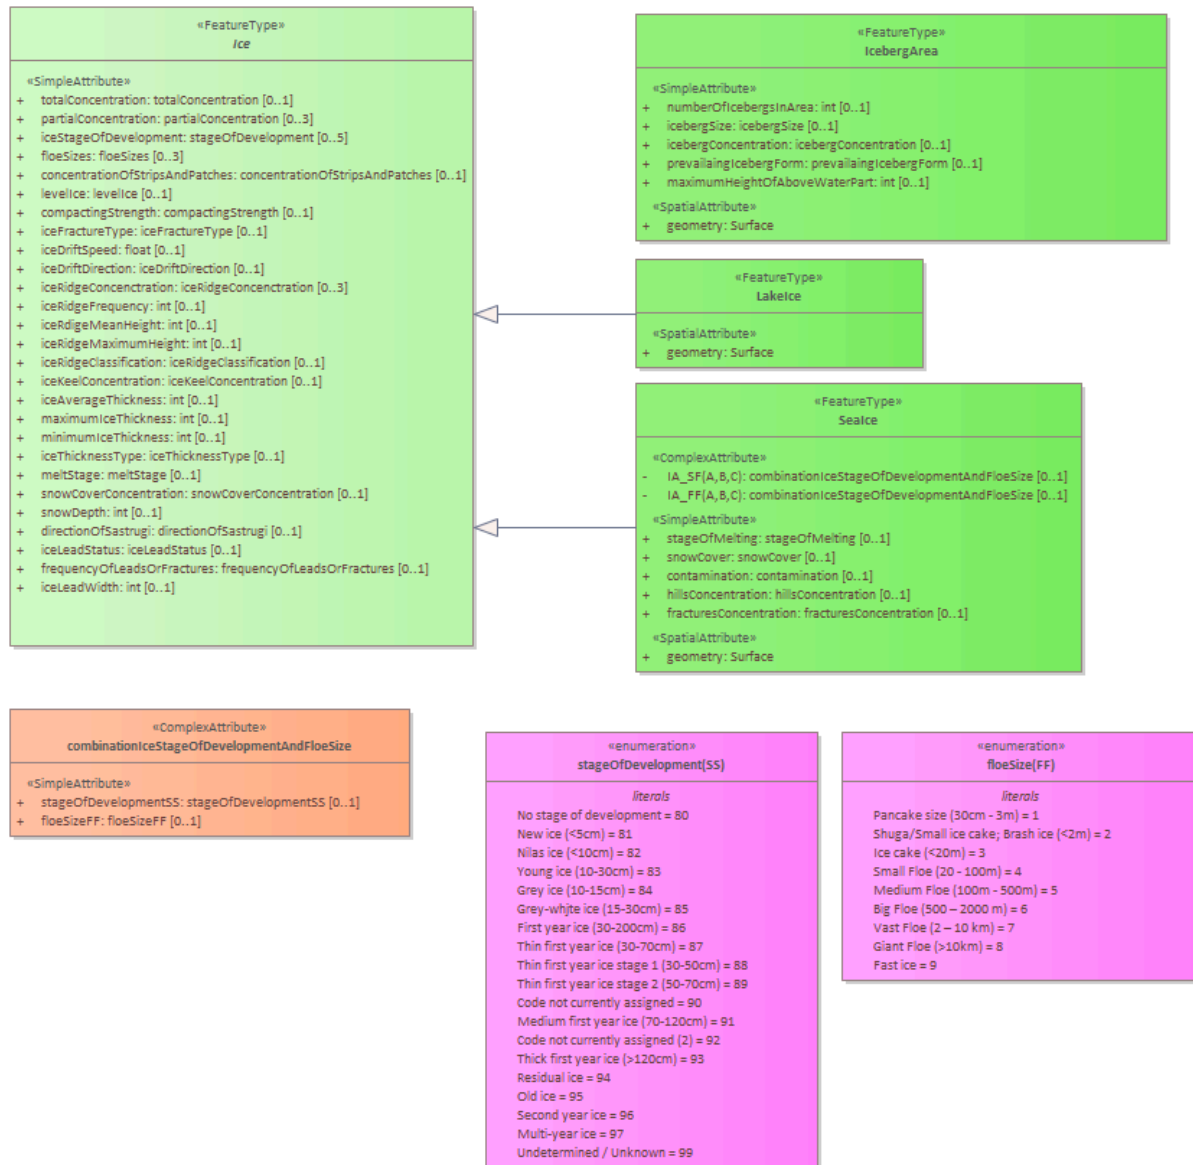 «FeatureType»
Ice
«SimpleAttribute»
+ totalConcentration: totalConcentration [0..1]
+ partialConcentration: partialConcentration [0..3]
+ iceStageOfDevelopment: stageOfDevelopment [0..5]
+ floeSizes: floeSizes [0..3]
+ concentrationOfStripsAndPatches: concentrationOfStripsAndPatches [0..1]
+ levelIce: levelIce [0..1]
+ compactingStrength: compactingStrength [0..1]
+ iceFractureType: iceFractureType [0..1]
+ iceDriftSpeed: float [0..1]
+ iceDriftDirection: iceDriftDirection [0..1]
+ iceRidgeConcenctration: iceRidgeConcenctration [0..3]
+ iceRidgeFrequency: int [0..1]
+ iceRdigeMeanHeight: int [0..1]
+ iceRidgeMaximumHeight: int [0..1]
+ iceRidgeClassification: iceRidgeClassification [0..1]
+ iceKeelConcentration: iceKeelConcentration [0..1]
+ iceAverageThickness: int [0..1]
+ maximumIceThickness: int [0..1]
+ minimumIceThickness: int [0..1]
+ iceThicknessType: iceThicknessType [0..1]
+ meltStage: meltStage [0..1]
+ snowCoverConcentration: snowCoverConcentration [0..1]
+ snowDepth: int [0..1]
+ directionOfSastrugi: directionOfSastrugi [0..1]
+ iceLeadStatus: iceLeadStatus [0..1]
+ frequencyOfLeadsOrFractures: frequencyOfLeadsOrFractures [0..1]
+ iceLeadWidth: int [0..1]
«FeatureType»
IcebergArea
«SimpleAttribute»
+ numberOfIcebergsInArea: int [0..1]
+ icebergSize: icebergSize [0..1]
+ icebergConcentration: icebergConcentration [0..1]
+ prevailaingIcebergForm: prevailaingIcebergForm [0..1]
+ maximumHeightOfAboveWaterPart: int [0..1]
«SpatialAttribute»
+ geometry: Surface
«FeatureType»
LakeIce
«SpatialAttribute»
+ geometry: Surface
«FeatureType»
SeaIce
«ComplexAttribute»
- IA_SF(A,B,C): combinationIceStageOfDevelopmentAndFloeSize [0..1]
- IA_FF(A,B,C): combinationIceStageOfDevelopmentAndFloeSize [0..1]
«SimpleAttribute»
+ stageOfMelting: stageOfMelting [0..1]
+ snowCover: snowCover [0..1]
+ contamination: contamination [0..1]
+ hillsConcentration: hillsConcentration [0..1]
+ fracturesConcentration: fracturesConcentration [0..1]
«SpatialAttribute»
+ geometry: Surface
«ComplexAttribute»
combinationIceStageOfDevelopmentAndFloeSize
«SimpleAttribute»
+ stageOfDevelopmentSS: stageOfDevelopmentSS [0..1]
+ floeSizeFF: floeSizeFF [0..1]
«enumeration»
stageOfDevelopment(SS)
literals
No stage of development = 80
New ice (<5cm) = 81
Nilas ice (<10cm) = 82
Young ice (10-30cm) = 83
Grey ice (10-15cm) = 84
Grey-whjte ice (15-30cm) = 85
First year ice (30-200cm) = 86
Thin first year ice (30-70cm) = 87
Thin first year ice stage 1 (30-50cm) = 88
Thin first year ice stage 2 (50-70cm) = 89
Code not currently assigned = 90
Medium first year ice (70-120cm) = 91
Code not currently assigned (2) = 92
Thick first year ice (>120cm) = 93
Residual ice = 94
Old ice = 95
Second year ice = 96
Multi-year ice = 97
Undetermined / Unknown = 99
«enumeration»
floeSize(FF)
literals
Pancake size (30cm - 3m) = 1
Shuga/Small ice cake; Brash ice (<2m) = 2
Ice cake (<20m) = 3
Small Floe (20 - 100m) = 4
Medium Floe (100m - 500m) = 5
Big Floe (500 – 2000 m) = 6
Vast Floe (2 – 10 km) = 7
Giant Floe (>10km) = 8
Fast ice = 9